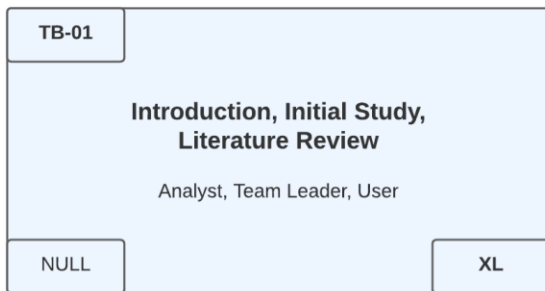 TB-01
Introduction, Initial Study,
Literature Review
Analyst, Team Leader, User
NULL
XL